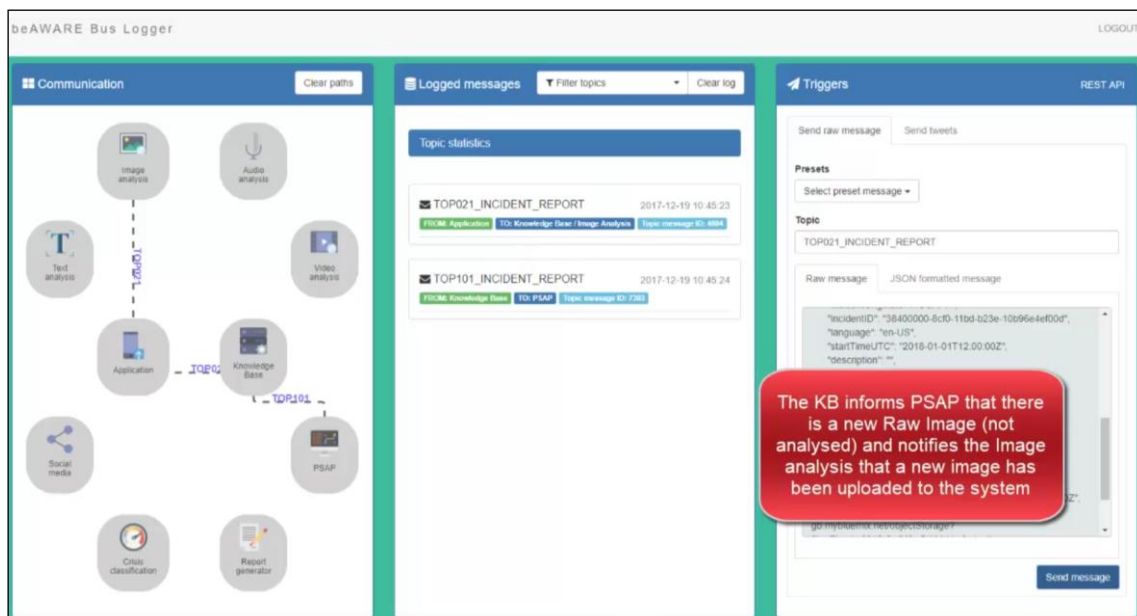 beAWARE Bus Logger
LOGOUT
Communication
Clear paths
Image
analysis
Audio
analysis
TOP021
Text
analysis
Video
analysis
Application
TOP02
Knowledge
Base
TOP101
Social
media
PSAP
Crisis
classification
Report
generator
Logged messages
Filter topics
Clear log
Topic statistics
TOP021_INCIDENT_REPORT 2017-12-19 10:45:23
FROM: Application TO: Knowledge Base / Image Analysis Topic message ID: 4894
TOP101_INCIDENT_REPORT 2017-12-19 10:45:24
FROM: Knowledge Base TO: PSAP Topic message ID: 7383
Triggers
REST API
Send raw message Send tweets
Presets
Select preset message
Topic
TOP021_INCIDENT_REPORT
Raw message JSON formatted message
"incidentID": "38400000-8cf0-11bd-b23e-10b96e4ef00d",
"language": "en-US",
"startTimeUTC": "2018-01-01T12:00:00Z",
"description": "",
The KB informs PSAP that there
is a new Raw Image (not
analysed) and notifies the Image
analysis that a new image has
been uploaded to the system
Send message